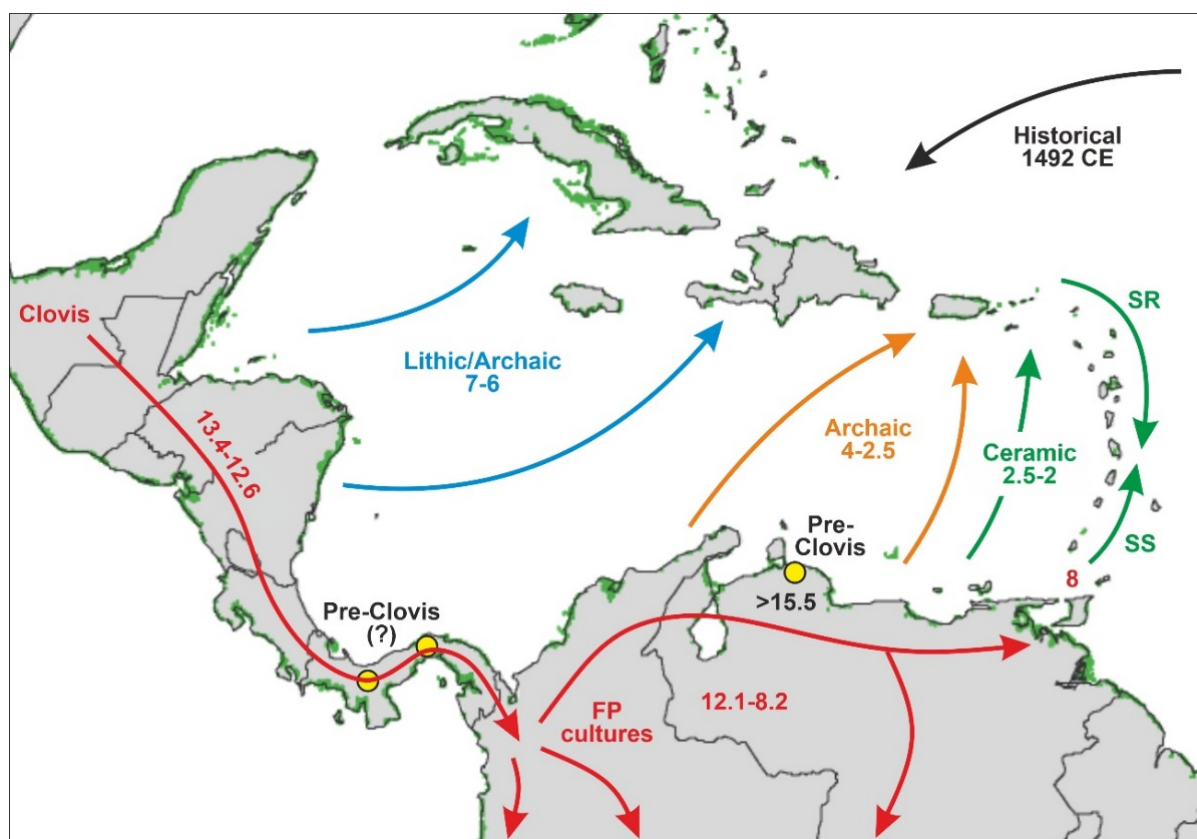 Historical
1492 CE
Clovis
SR
Lithic/Archaic
7-6
13.4-12.6
Archaic
4-2.5
Ceramic
2.5-2
Pre-
Clovis
SS
8
>15.5
Pre-Clovis
(?)
FP
cultures
12.1-8.2